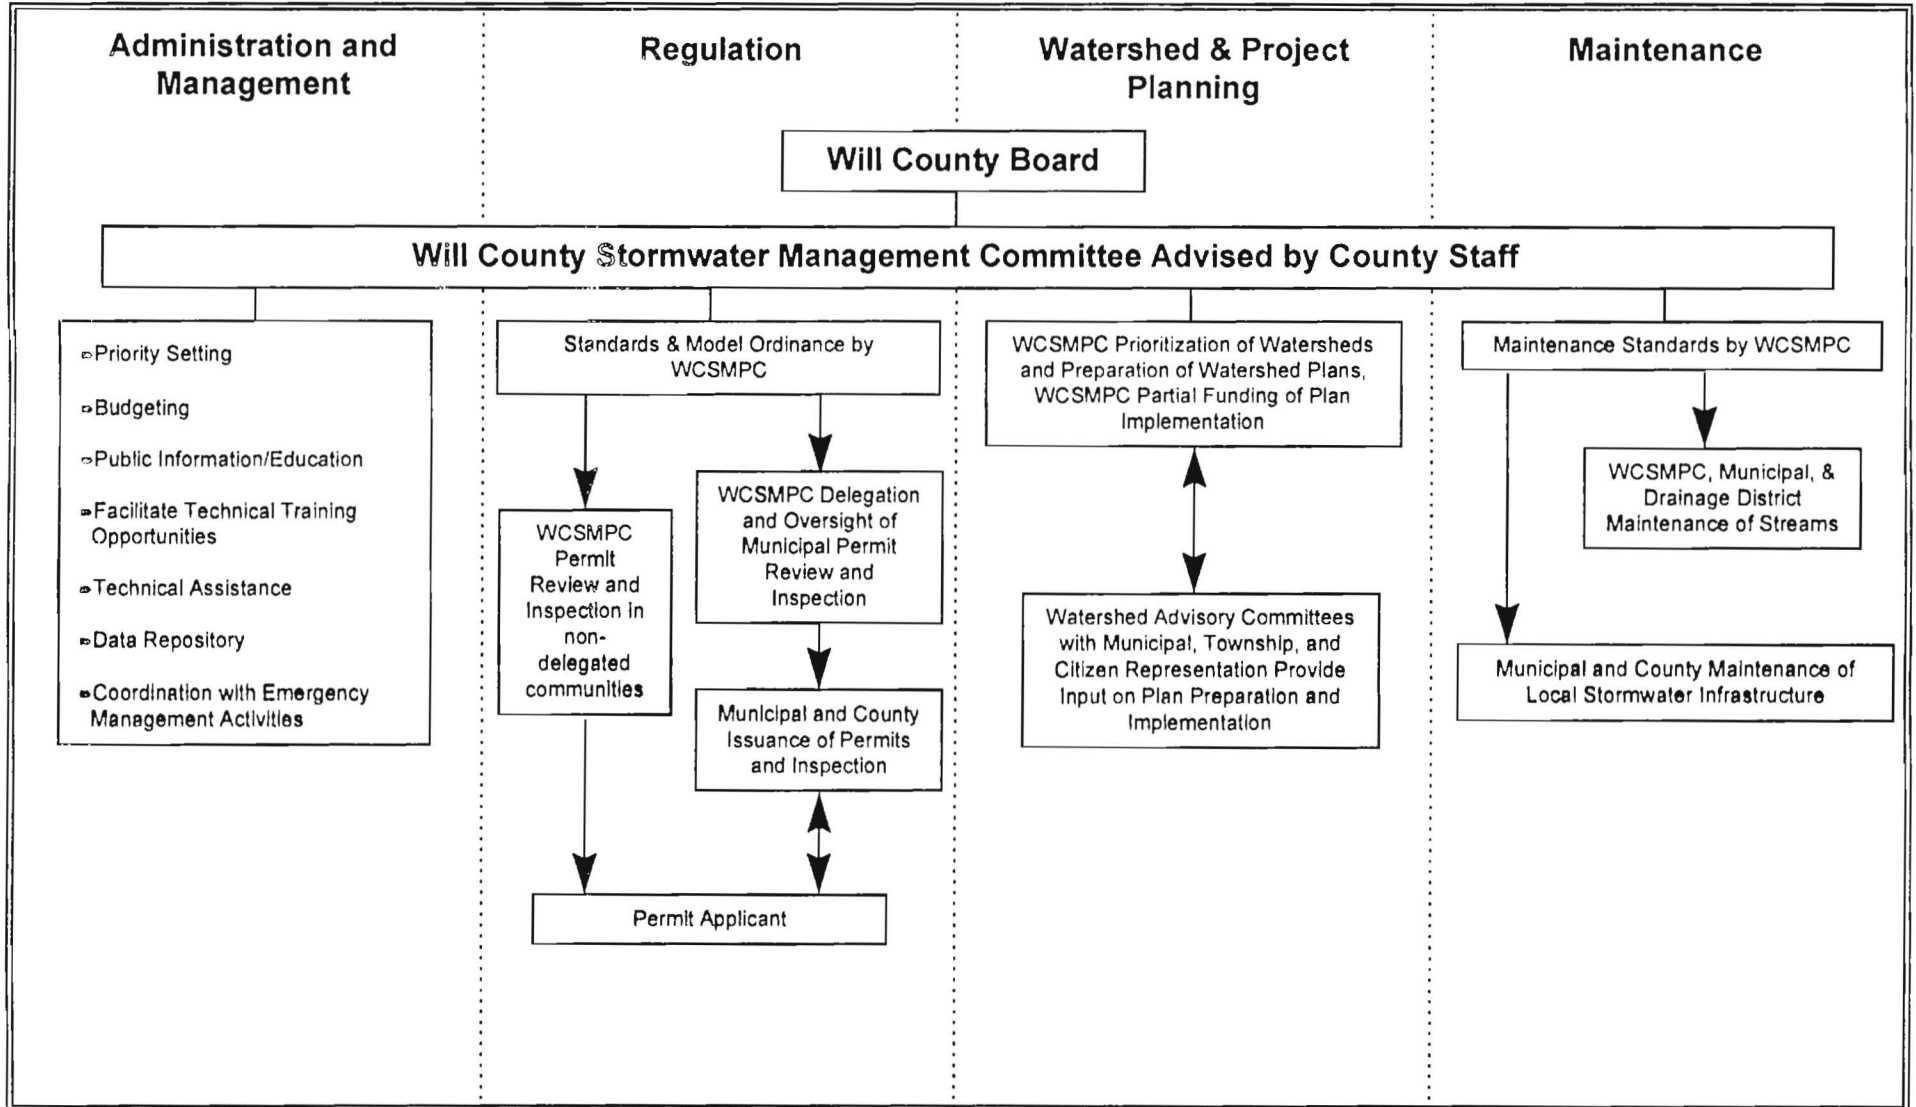 Administration and
Management
Regulation
Watershed & Project
Planning
Maintenance
Will County Board
Will County Stormwater Management Committee Advised by County Staff
Priority Setting
Budgeting
Public Information/Education
Facilitate Technical Training
Opportunities
Technical Assistance
Data Repository
Coordination with Emergency
Management Activities
Standards & Model Ordinance by
WCSMPC
WCSMPC
Permit
Review and
Inspection in
non-
delegated
communities
WCSMPC Delegation
and Oversight of
Municipal Permit
Review and
Inspection
Municipal and County
Issuance of Permits
and Inspection
Permit Applicant
WCSMPC Prioritization of Watersheds
and Preparation of Watershed Plans,
WCSMPC Partial Funding of Plan
Implementation
Watershed Advisory Committees
with Municipal, Township, and
Citizen Representation Provide
Input on Plan Preparation and
Implementation
Maintenance Standards by WCSMPC
WCSMPC, Municipal, &
Drainage District
Maintenance of Streams
Municipal and County Maintenance of
Local Stormwater Infrastructure